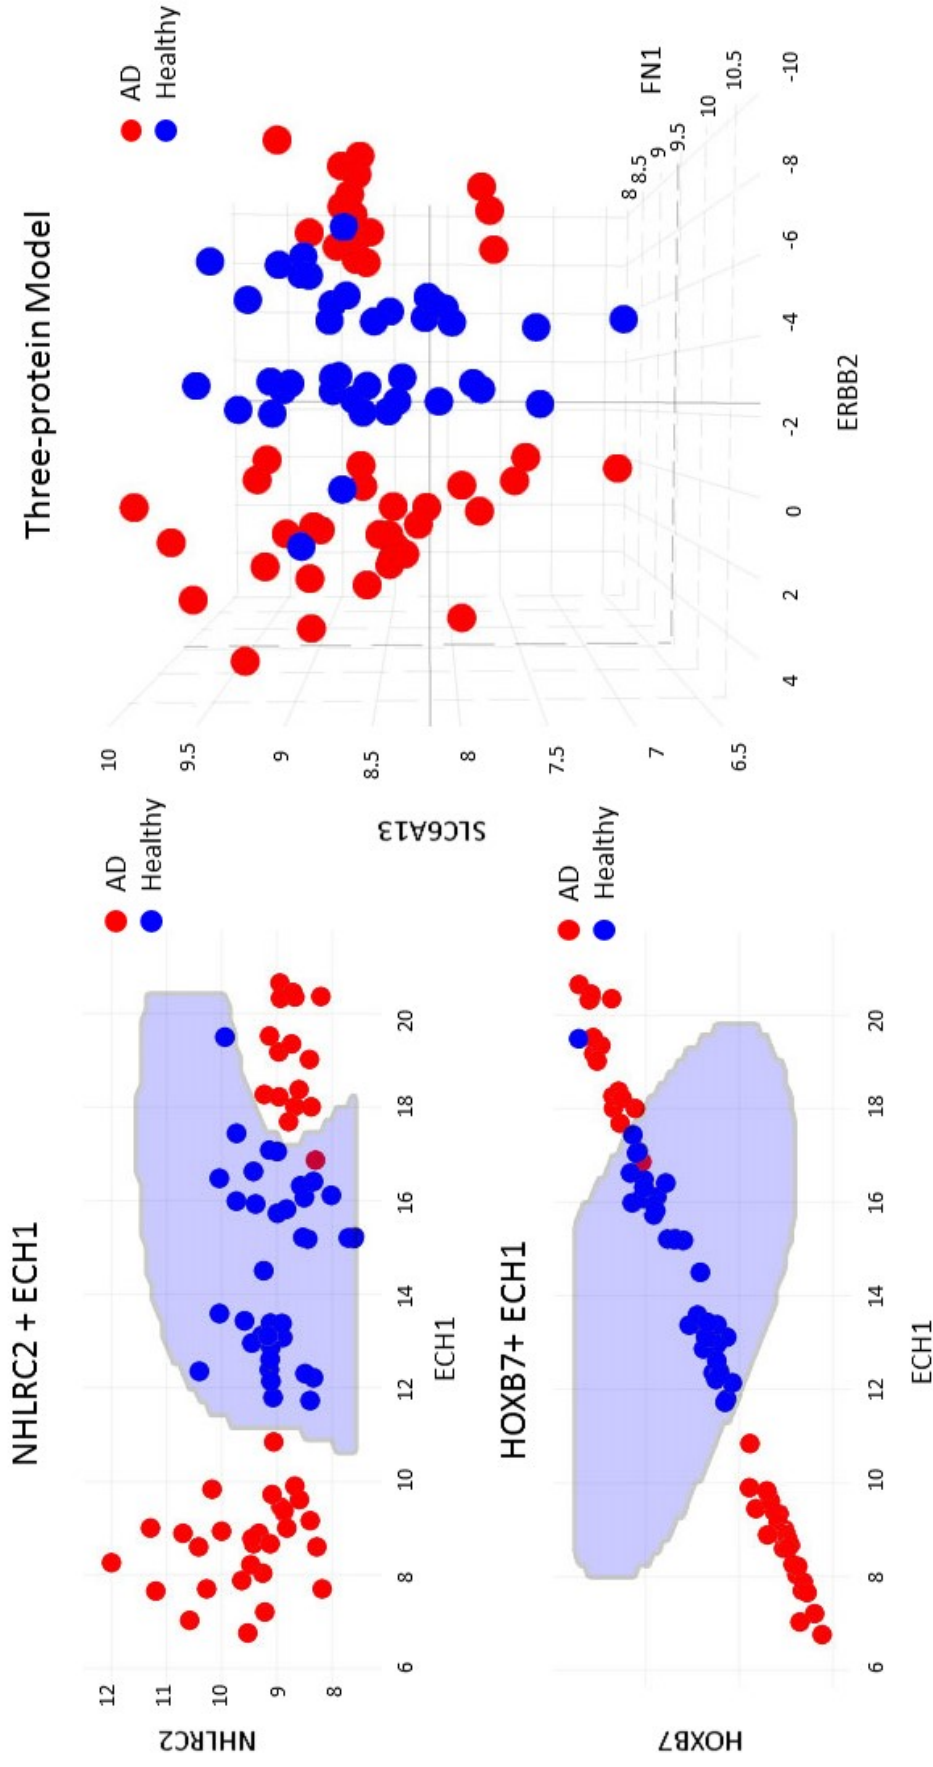 NHLRC2 + ECH1
AD
Healthy
12
11
10
9
8
NHLRC2
6
8
10
12
14
16
18
20
ECH1
HOXB7+ ECH1
AD
Healthy
HOXB7
6
8
10
12
14
16
18
20
ECH1
Three-protein Model
AD
Healthy
10
9.5
9
8.5
8
7.5
7
6.5
SLC6A13
4
2
0
-2
-4
-6
-8
-10
ERBB2
8
8.5
9
9.5
10
10.5
FN1